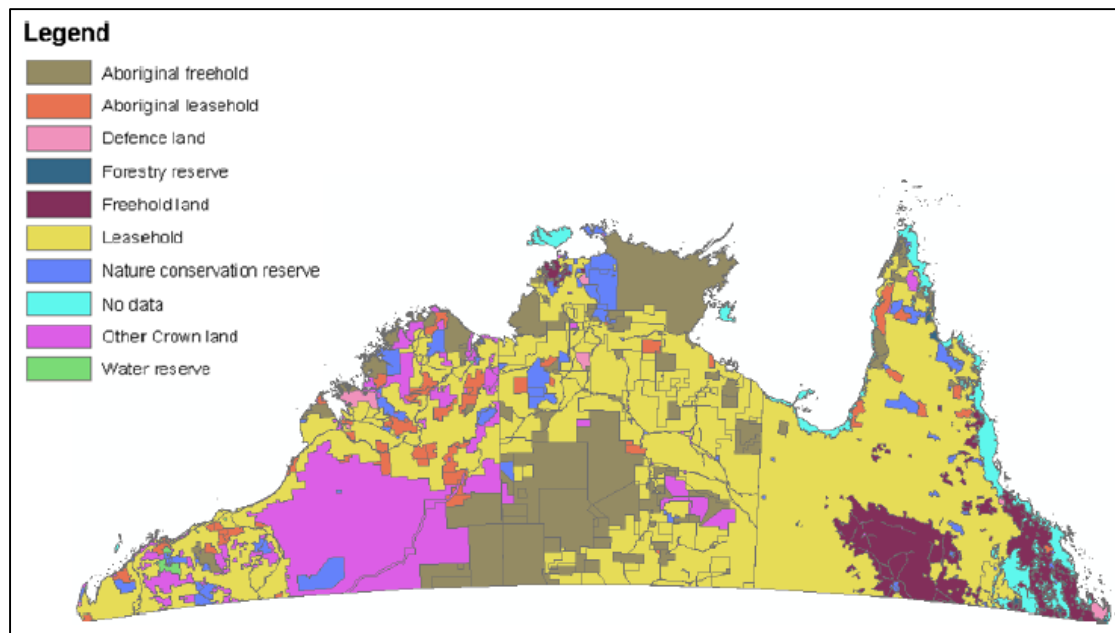 Legend
Aboriginal freehold
Aboriginal leasehold
Defence land
Forestry reserve
Freehold land
Leasehold
Nature conservation reserve
No data
Other Crown land
Water reserve